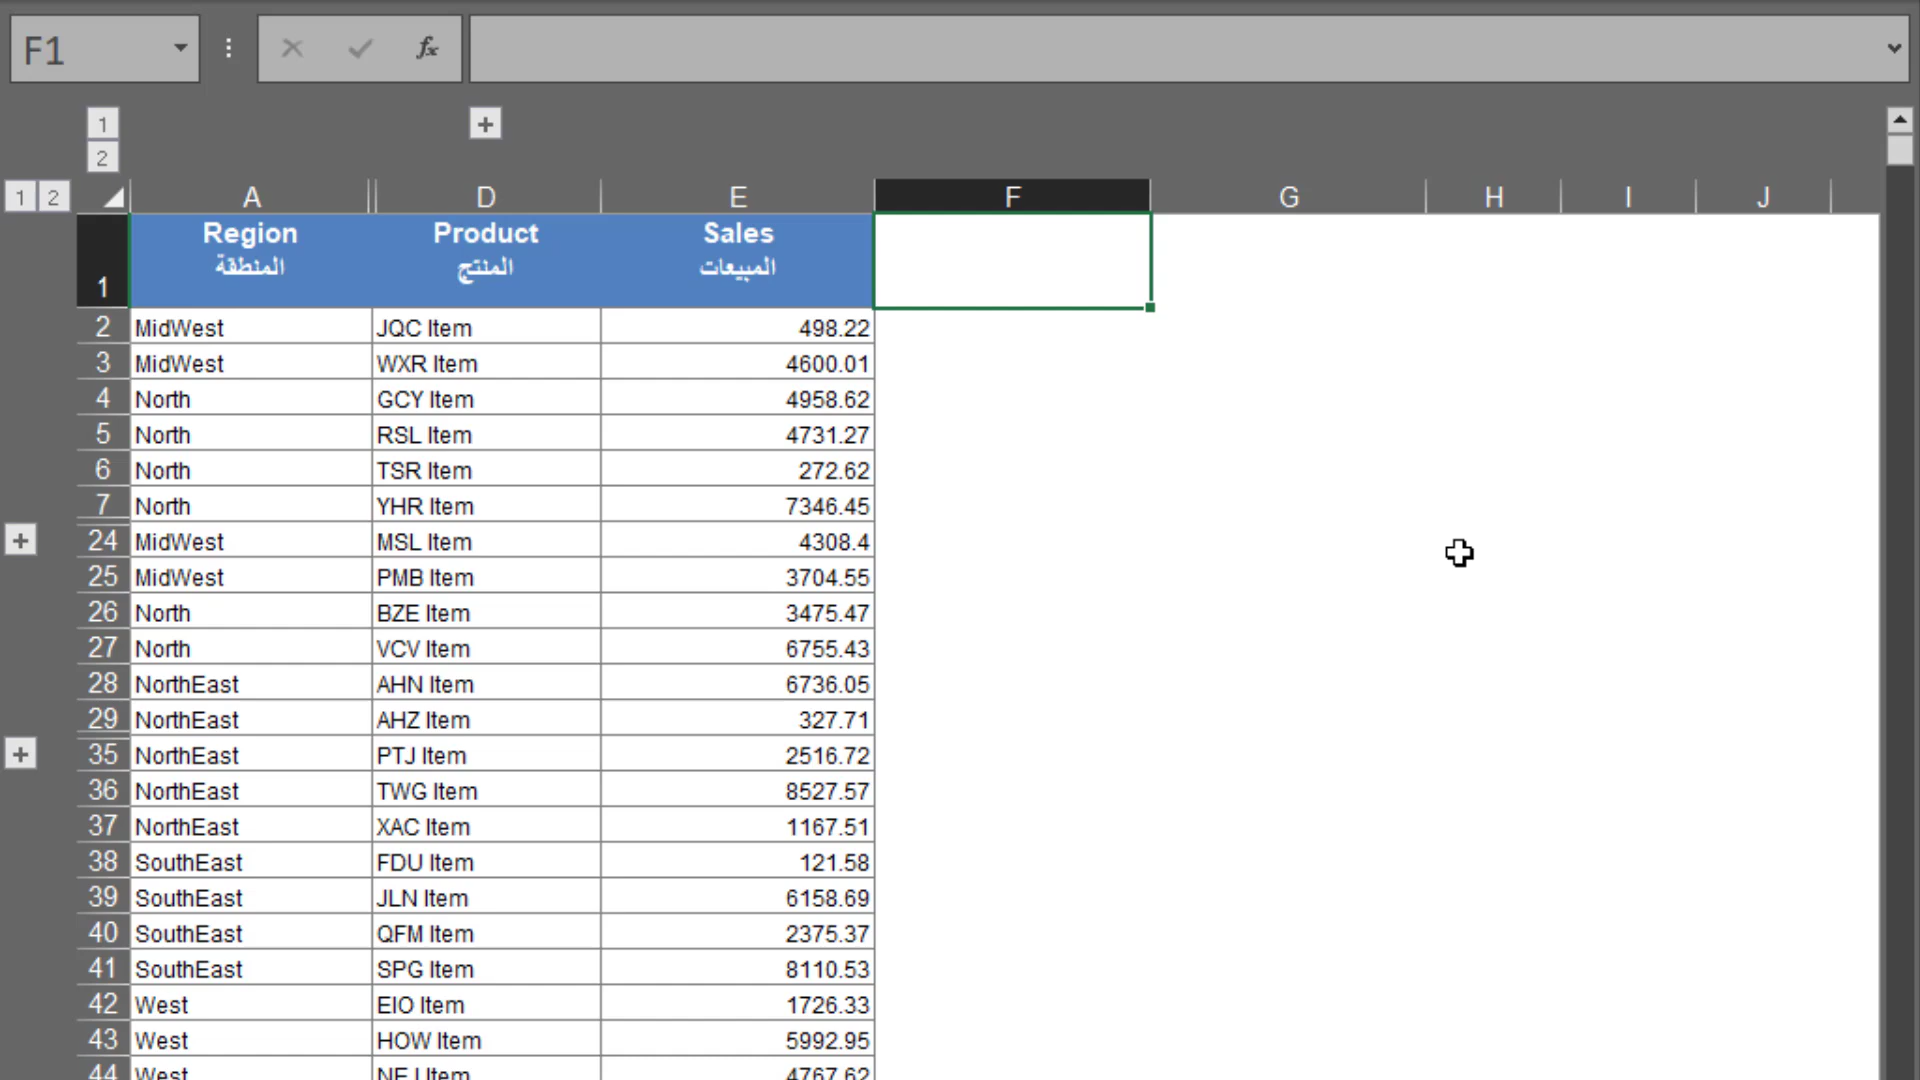 F1
fx
1
+
2
1 2 A D E F G H I J
Region Product Sales
المنطقة المنتج المبيعات
1
2 MidWest JQC Item 498.22
3 MidWest WXR Item 4600.01
4 North GCY Item 4958.62
5 North RSL Item 4731.27
6 North TSR Item 272.62
7 North YHR Item 7346.45
+ 24 MidWest MSL Item 4308.4
25 MidWest PMB Item 3704.55
26 North BZE Item 3475.47
27 North VCV Item 6755.43
28 NorthEast AHN Item 6736.05
29 NorthEast AHZ Item 327.71
+ 35 NorthEast PTJ Item 2516.72
36 NorthEast TWG Item 8527.57
37 NorthEast XAC Item 1167.51
38 SouthEast FDU Item 121.58
39 SouthEast JLN Item 6158.69
40 SouthEast QFM Item 2375.37
41 SouthEast SPG Item 8110.53
42 West EIO Item 1726.33
43 West HOW Item 5992.95
44 West Item 4767.62